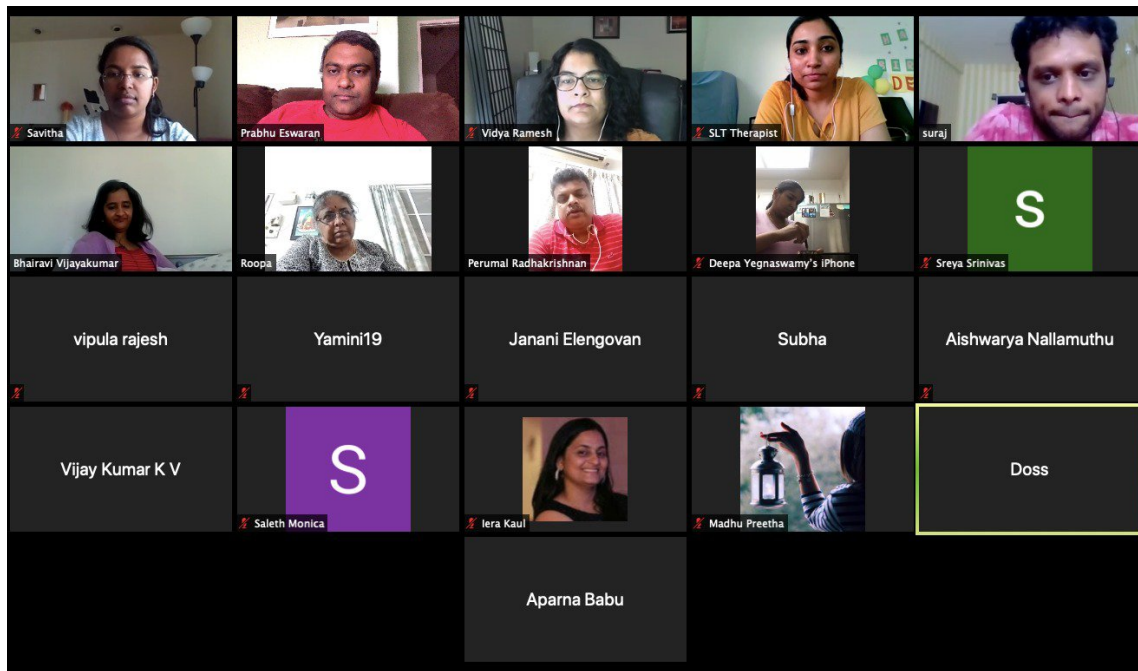 Savitha
Prabhu Eswaran
Vidya Ramesh
SLT Therapist
DE
suraj
Bhairavi Vijayakumar
Roopa
Perumal Radhakrishnan
Deepa Yegnaswamy's iPhone
S
Sreya Srinivas
vipula rajesh
Yamini19
Janani Elengovan
Subha
Aishwarya Nallamuthu
Vijay Kumar K V
S
Saleth Monica
Iera Kaul
Madhu Preetha
Doss
Aparna Babu